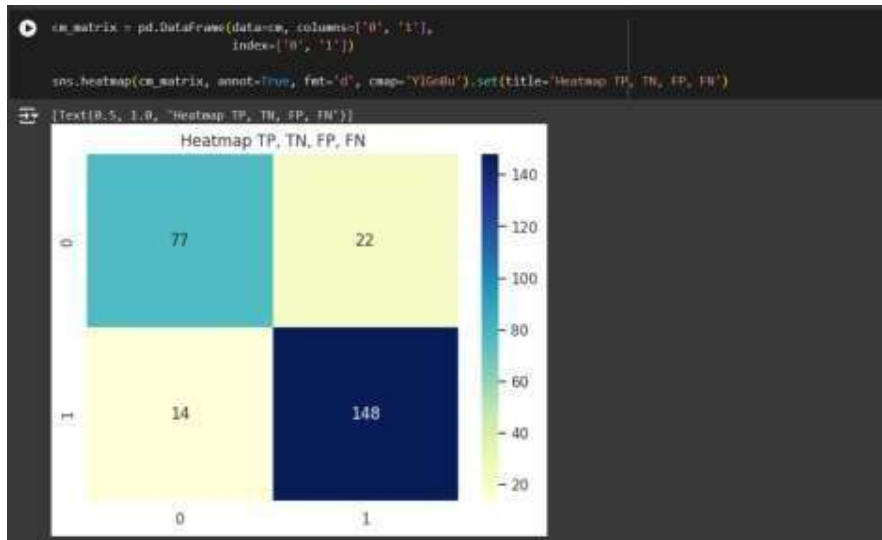 cm_matrix = pd.DataFrame(data=cm, columns=['0', '1'],
index=['0', '1'])
sns.heatmap(cm_matrix, annot=True, fmt='d', cmap='YlGnBu').set(title='Heatmap TP, TN, FP, FN')
[Text(0.5, 1.0, 'Heatmap TP, TN, FP, FN')]
Heatmap TP, TN, FP, FN
140
0 77 22
120
100
80
60
1 14 148
40
20
0 1